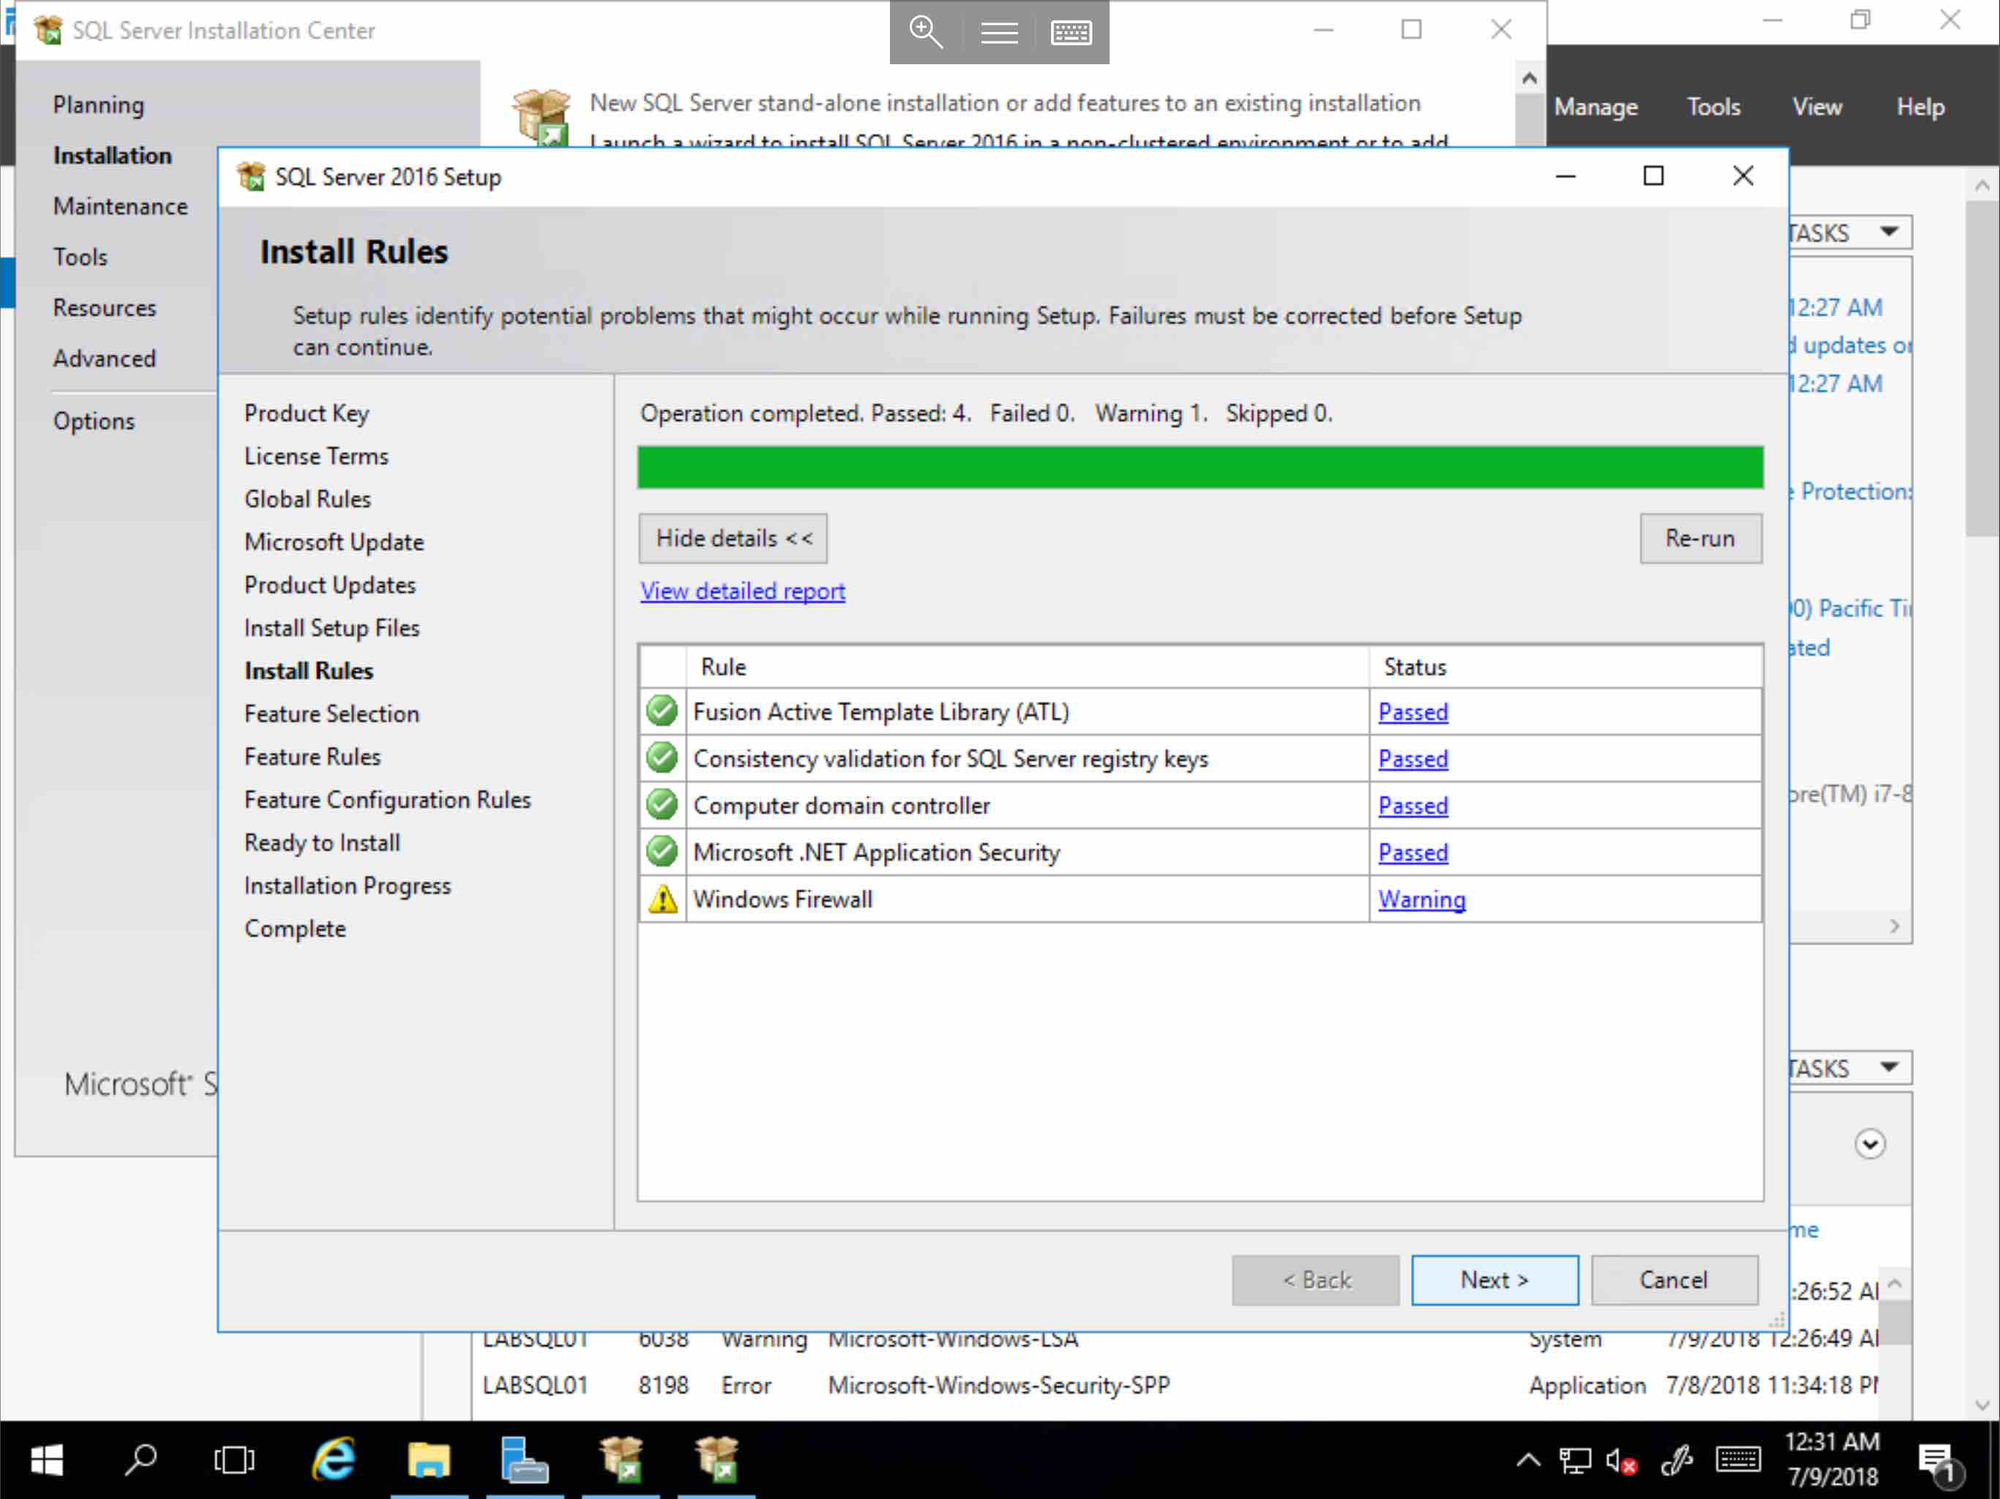 SQL Server Installation Center
Planning
Installation
Maintenance
Tools
Resources
Advanced
Options
Microsoft S
New SQL Server stand-alone installation or add features to an existing installation
Launch a wizard to install SQL Server 2016 in a non-clustered environment or to add
Manage
Tools
View
Help
SQL Server 2016 Setup
Install Rules
Setup rules identify potential problems that might occur while running Setup. Failures must be corrected before Setup
can continue.
Product Key
License Terms
Global Rules
Microsoft Update
Product Updates
Install Setup Files
Install Rules
Feature Selection
Feature Rules
Feature Configuration Rules
Ready to Install
Installation Progress
Complete
Operation completed. Passed: 4. Failed 0. Warning 1. Skipped 0.
Hide details <<
Re-run
View detailed report
Rule Status
Fusion Active Template Library (ATL) Passed
Consistency validation for SQL Server registry keys Passed
Computer domain controller Passed
Microsoft .NET Application Security Passed
Windows Firewall Warning
< Back
Next >
Cancel
TASKS
12:27 AM
updates
12:27 AM
Protection:
Pacific
ore(TM) i7-8
TASKS
me
:26:52
LABSQL01 6038 Warning Microsoft-Windows-LSA System 7/9/2018 12:26:49
LABSQL01 8198 Error Microsoft-Windows-Security-SPP Application 7/8/2018 11:34:18
12:31 AM
7/9/2018
1